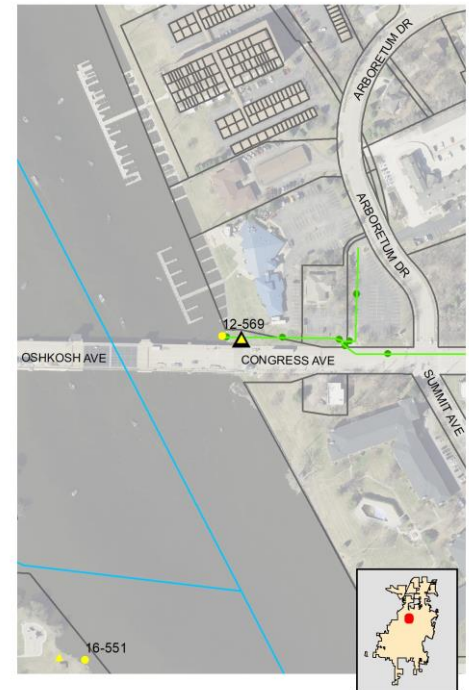 ARBORETUM DR
ARBORETUM DR
12-569
OSHKOSH AVE
CONGRESS AVE
SUMMIT AVE
16-551